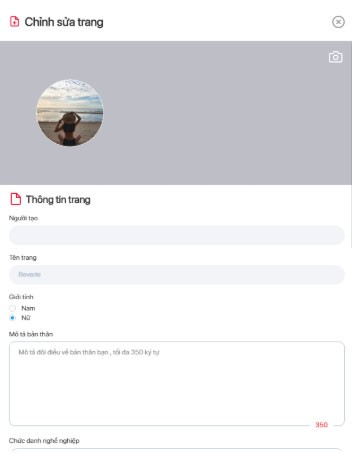 Chỉnh sửa trang
Thông tin trang
Người tạo
Tên trang
Bevede
Giới tính
Nam
Nữ
Mô tả bản thân
Mô tả đôi điều về bản thân bạn , tối đa 350 ký tự
350
Chức danh nghề nghiệp